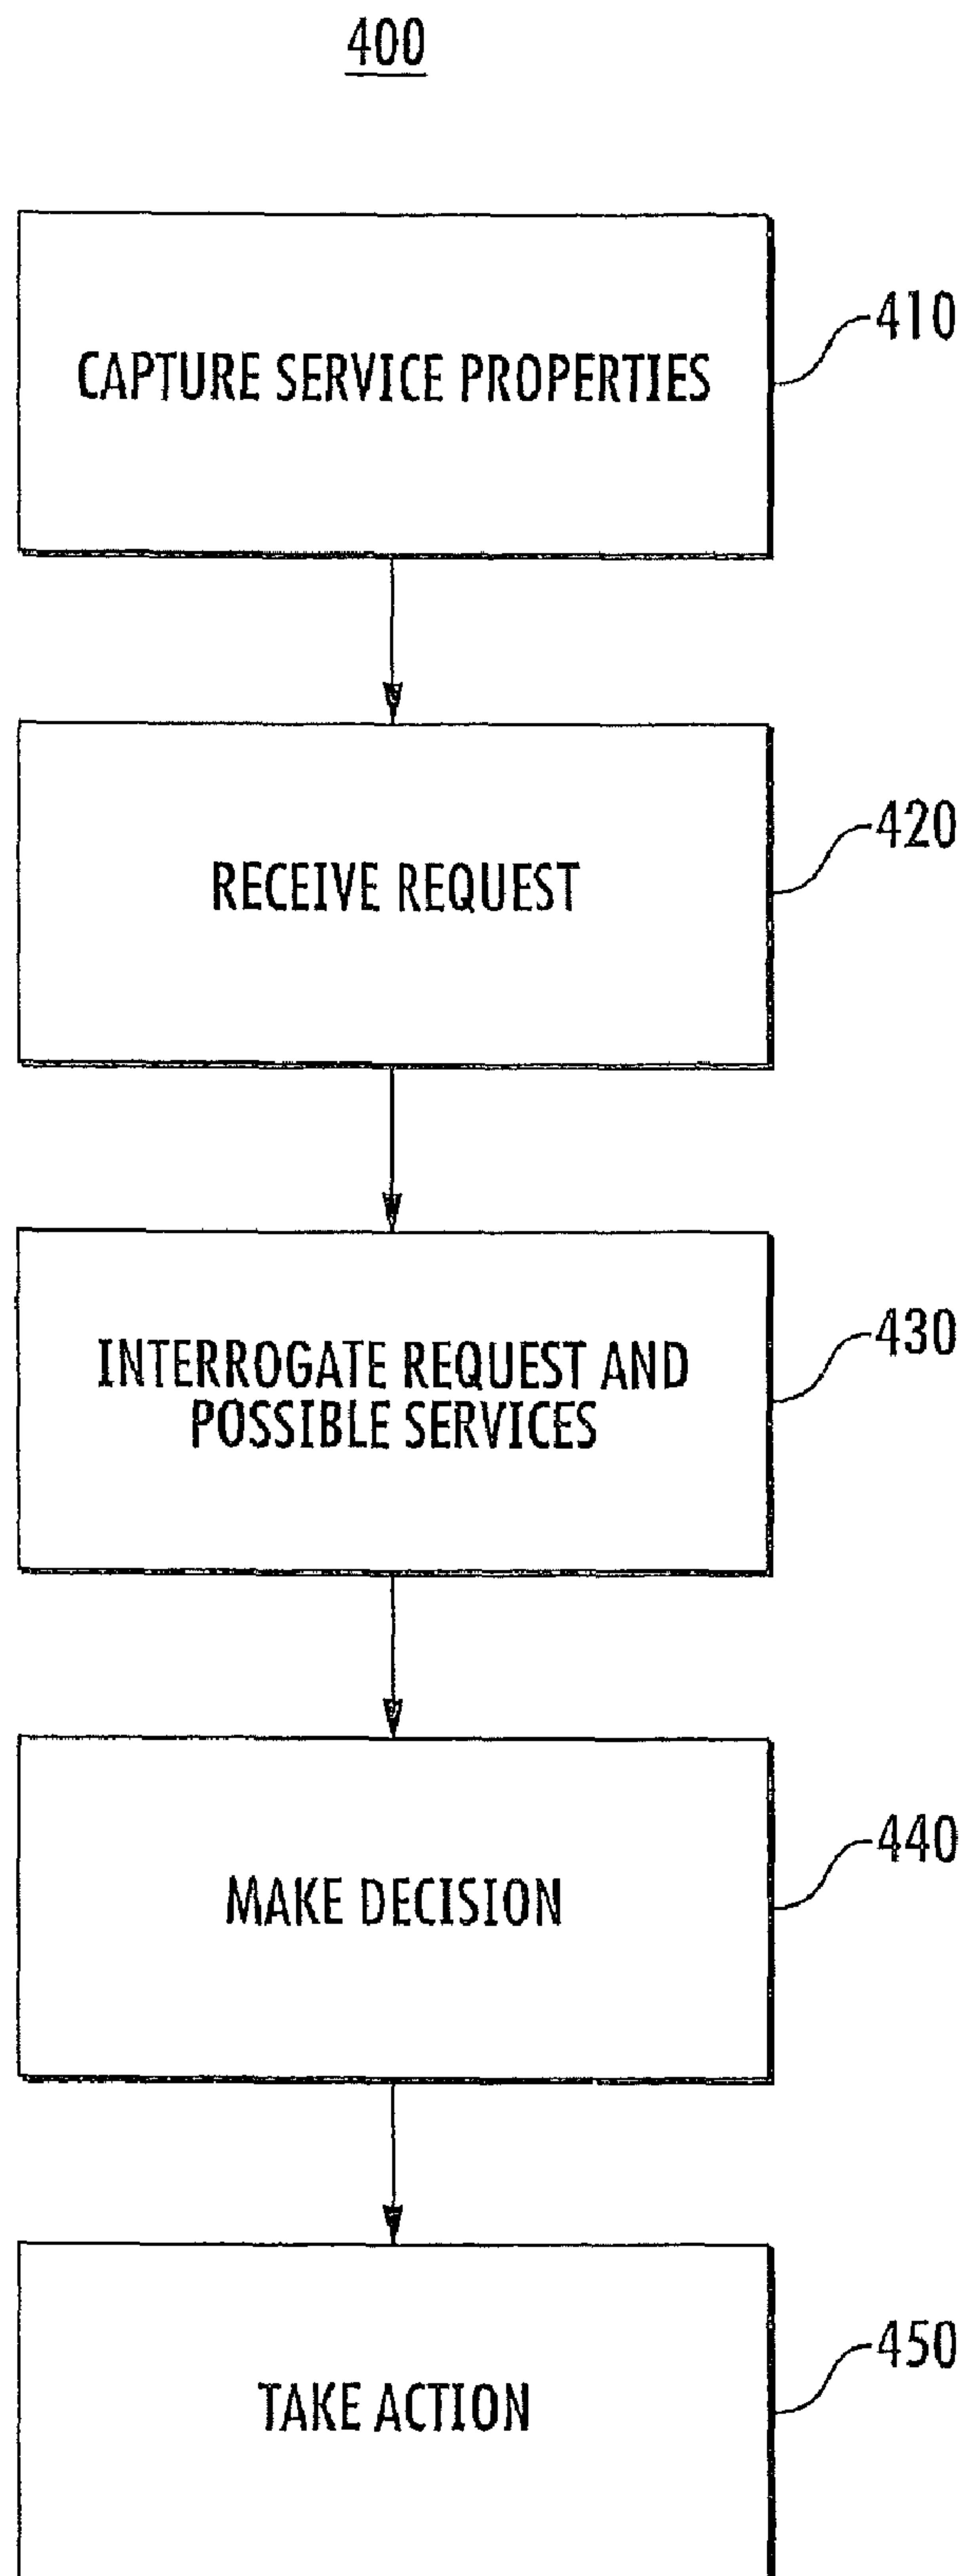 400
CAPTURE SERVICE PROPERTIES
410
RECEIVE REQUEST
420
INTERROGATE REQUEST AND
POSSIBLE SERVICES
430
MAKE DECISION
440
TAKE ACTION
450